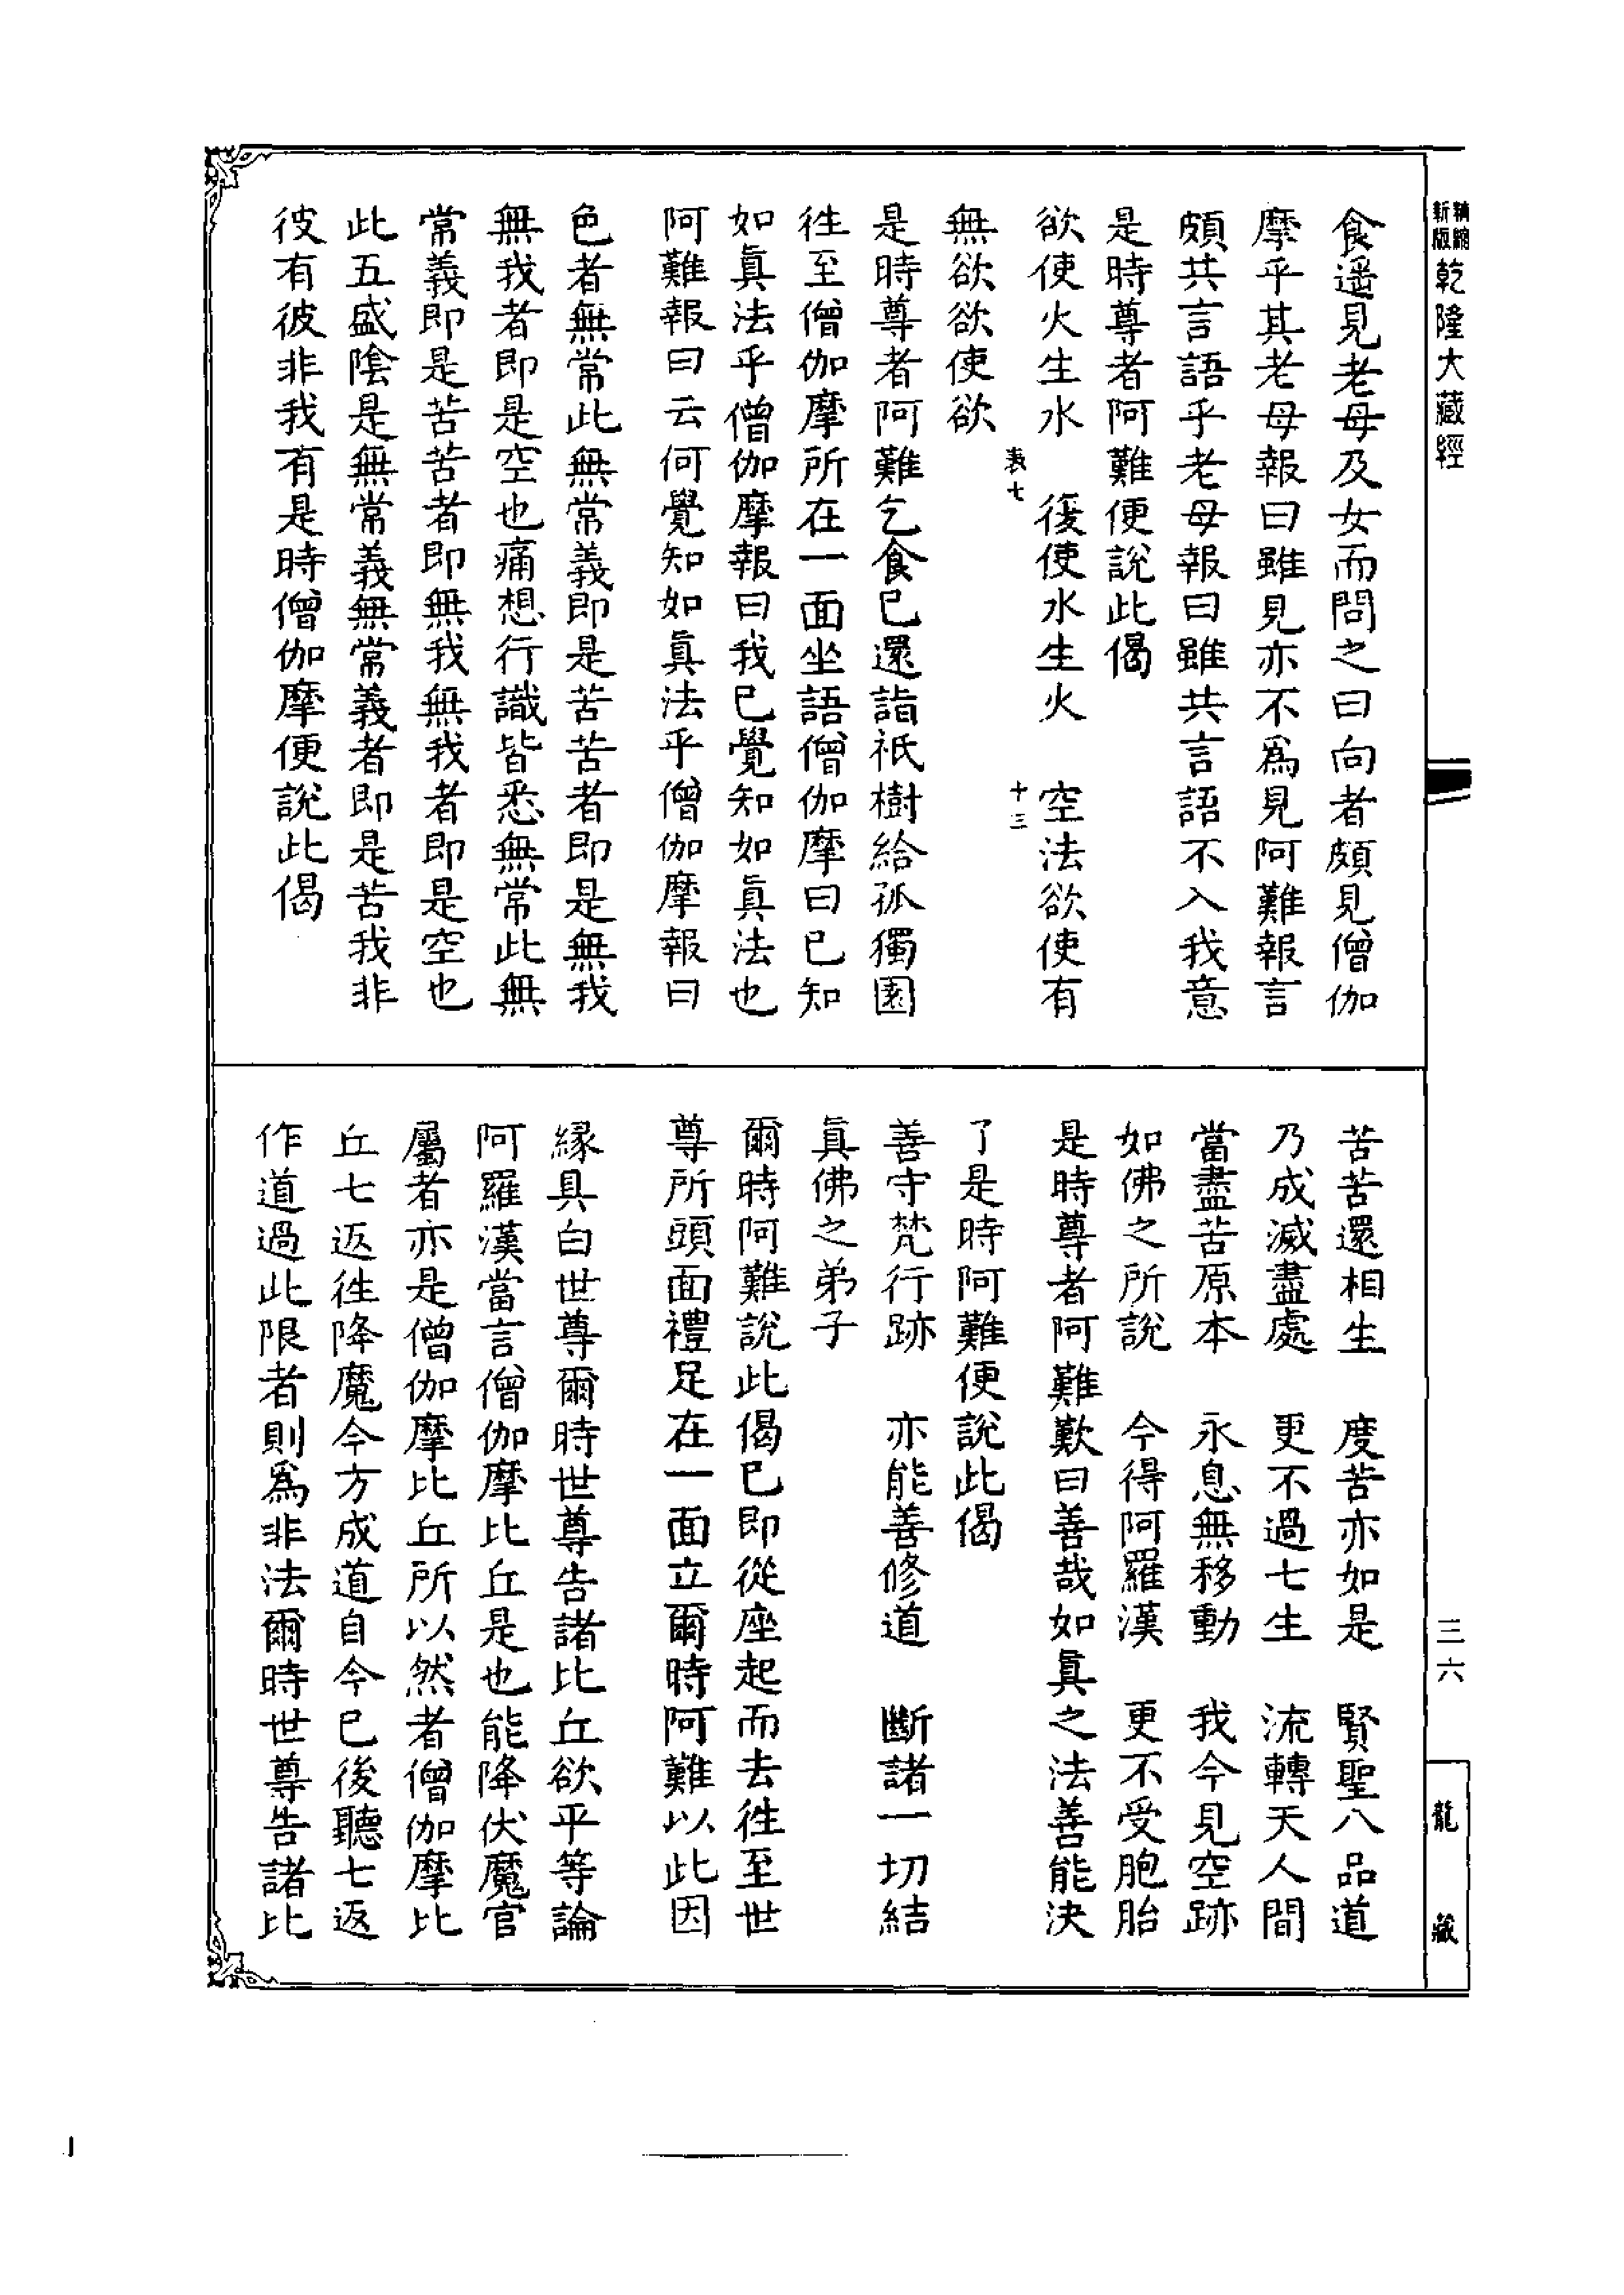 新版 精縮 乾隆大藏經
食遥見老母及女而問之曰向者頗見僧伽
摩乎其老母報曰雖見亦不爲見阿難報言
頗共言語乎老母報曰雖共言語不入我意
是時尊者阿難便說此偈
欲使火生水　後使水生火　空法欲使有
無欲欲使欲
表七　十三
是時尊者阿難乞食已還詣祇樹給孤獨園
徃至僧伽摩所在一面坐語僧伽摩曰已知
如眞法乎僧伽摩報曰我已覺知如眞法也
阿難報曰云何覺知如眞法乎僧伽摩報曰
色者無常此無常義即是苦苦者即是無我
無我者即是空也痛想行識皆悉無常此無
常義即是苦苦者即無我無我者即是空也
此五盛陰是無常義無常義者即是苦我非
彼有彼非我有是時僧伽摩便說此偈
苦苦還相生　度苦亦如是　賢聖八品道
乃成滅盡處　更不過七生　流轉天人間
當盡苦原本　永息無移動　我今見空跡
如佛之所說　今得阿羅漢　更不受胞胎
是時尊者阿難歎曰善哉如眞之法善能決
了是時阿難便說此偈
善守梵行跡　亦能善修道　斷諸一切結
眞佛之弟子
爾時阿難說此偈已即從座起而去徃至世
尊所頭面禮足在一面立爾時阿難以此因
緣具白世尊爾時世尊告諸比丘欲平等論
阿羅漢當言僧伽摩比丘是也能降伏魔官
屬者亦是僧伽摩比丘所以然者僧伽摩比
丘七返徃降魔今方成道自今已後聽七返
作道過此限者則爲非法爾時世尊告諸比
三六
龍藏